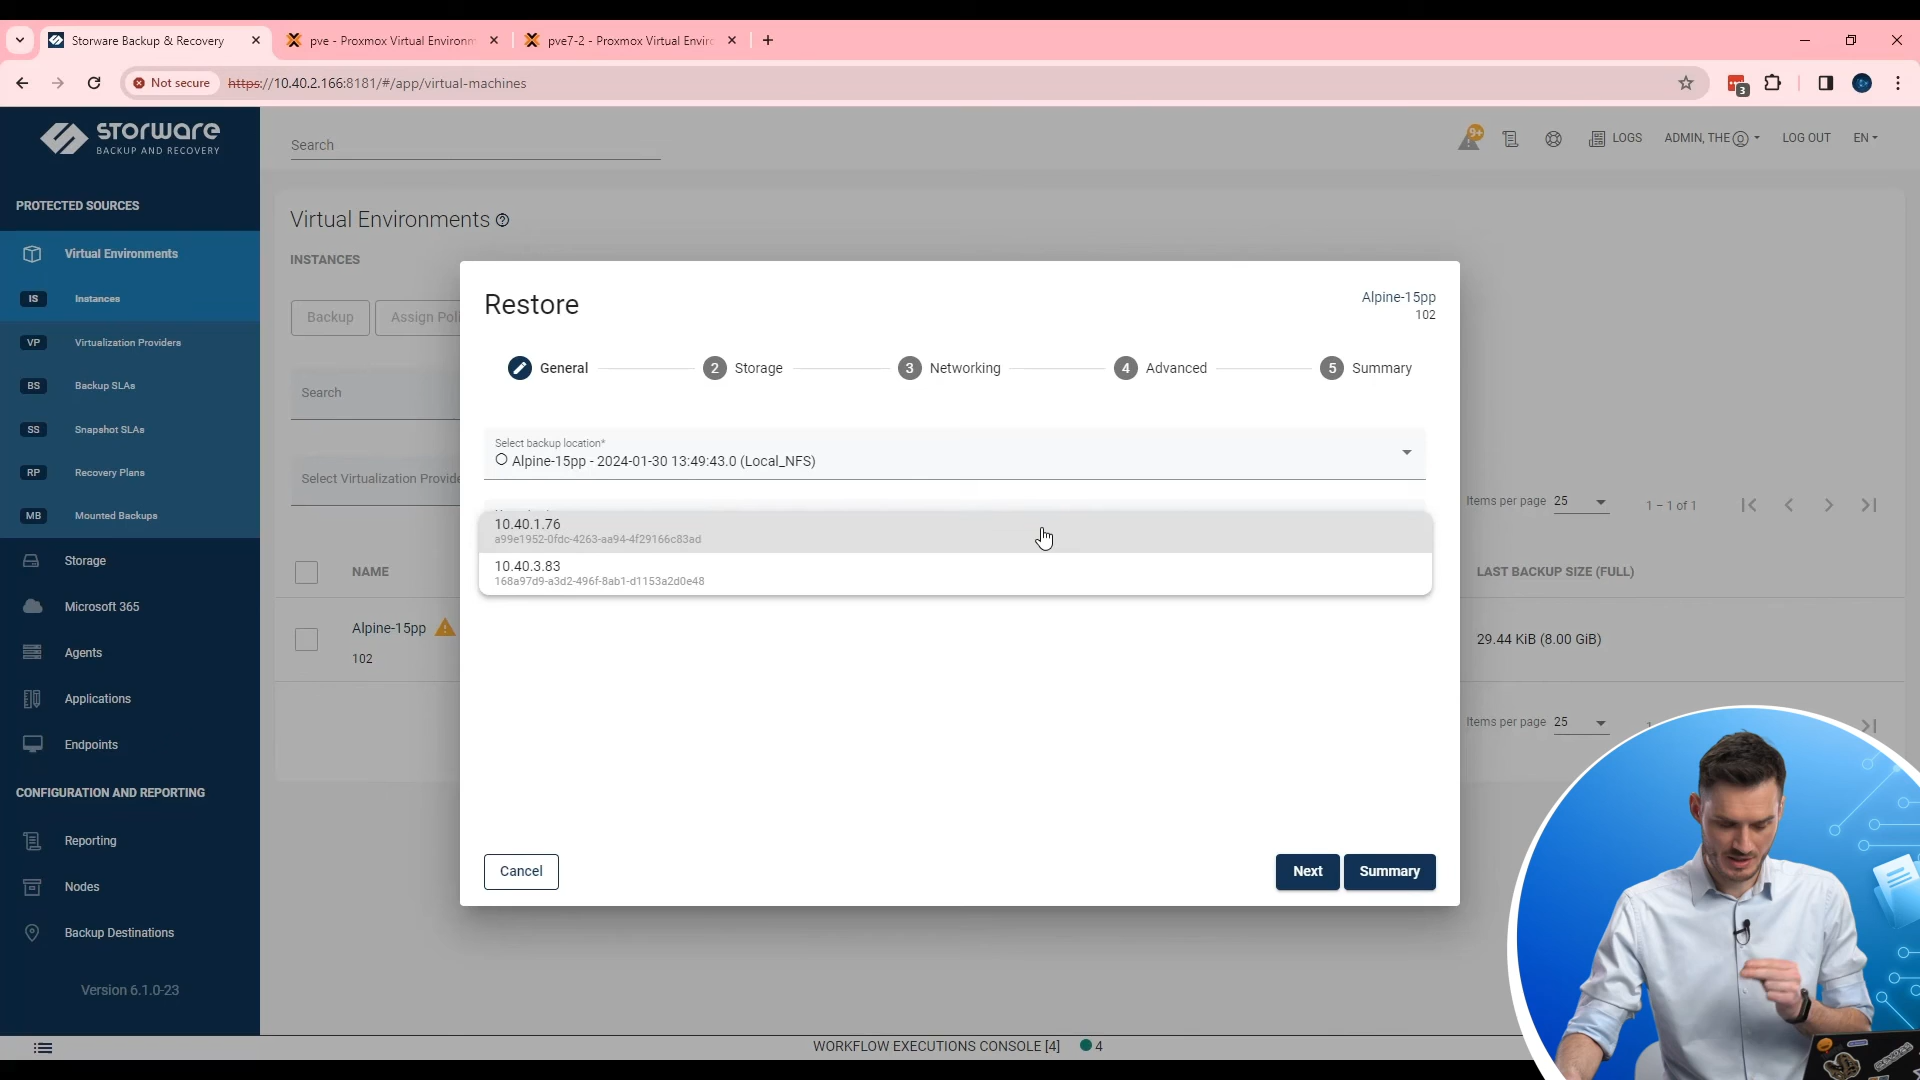 Storware Backup & Recovery
pve - Proxmox Virtual Environm
pve7-2 - Proxmox Virtual Enviro
Not secure
https://10.40.2.166:8181/#/app/virtual-machines
3
storware
BACKUP AND RECOVERY
Search
9+
LOGS
ADMIN, THE
LOG OUT
EN
PROTECTED SOURCES
Virtual Environments
IS Instances
VP Virtualization Providers
BS Backup SLAs
SS Snapshot SLAs
RP Recovery Plans
MB Mounted Backups
Storage
Microsoft 365
Agents
Applications
Endpoints
CONFIGURATION AND REPORTING
Reporting
Nodes
Backup Destinations
Version 6.1.0-23
Virtual Environments
INSTANCES
Backup
Assign Poli
Search
Select Virtualization Provide
Items per page 25
1 – 1 of 1
NAME
LAST BACKUP SIZE (FULL)
Alpine-15pp
102
29.44 KiB (8.00 GiB)
Items per page 25
Restore
Alpine-15pp
102
General
2 Storage
3 Networking
4 Advanced
5 Summary
Select backup location*
Alpine-15pp - 2024-01-30 13:49:43.0 (Local_NFS)
10.40.1.76
a99e1952-0fdc-4263-aa94-4f29166c83ad
10.40.3.83
168a97d9-a3d2-496f-8ab1-d1153a2d0e48
Cancel
Next
Summary
WORKFLOW EXECUTIONS CONSOLE [4]
4